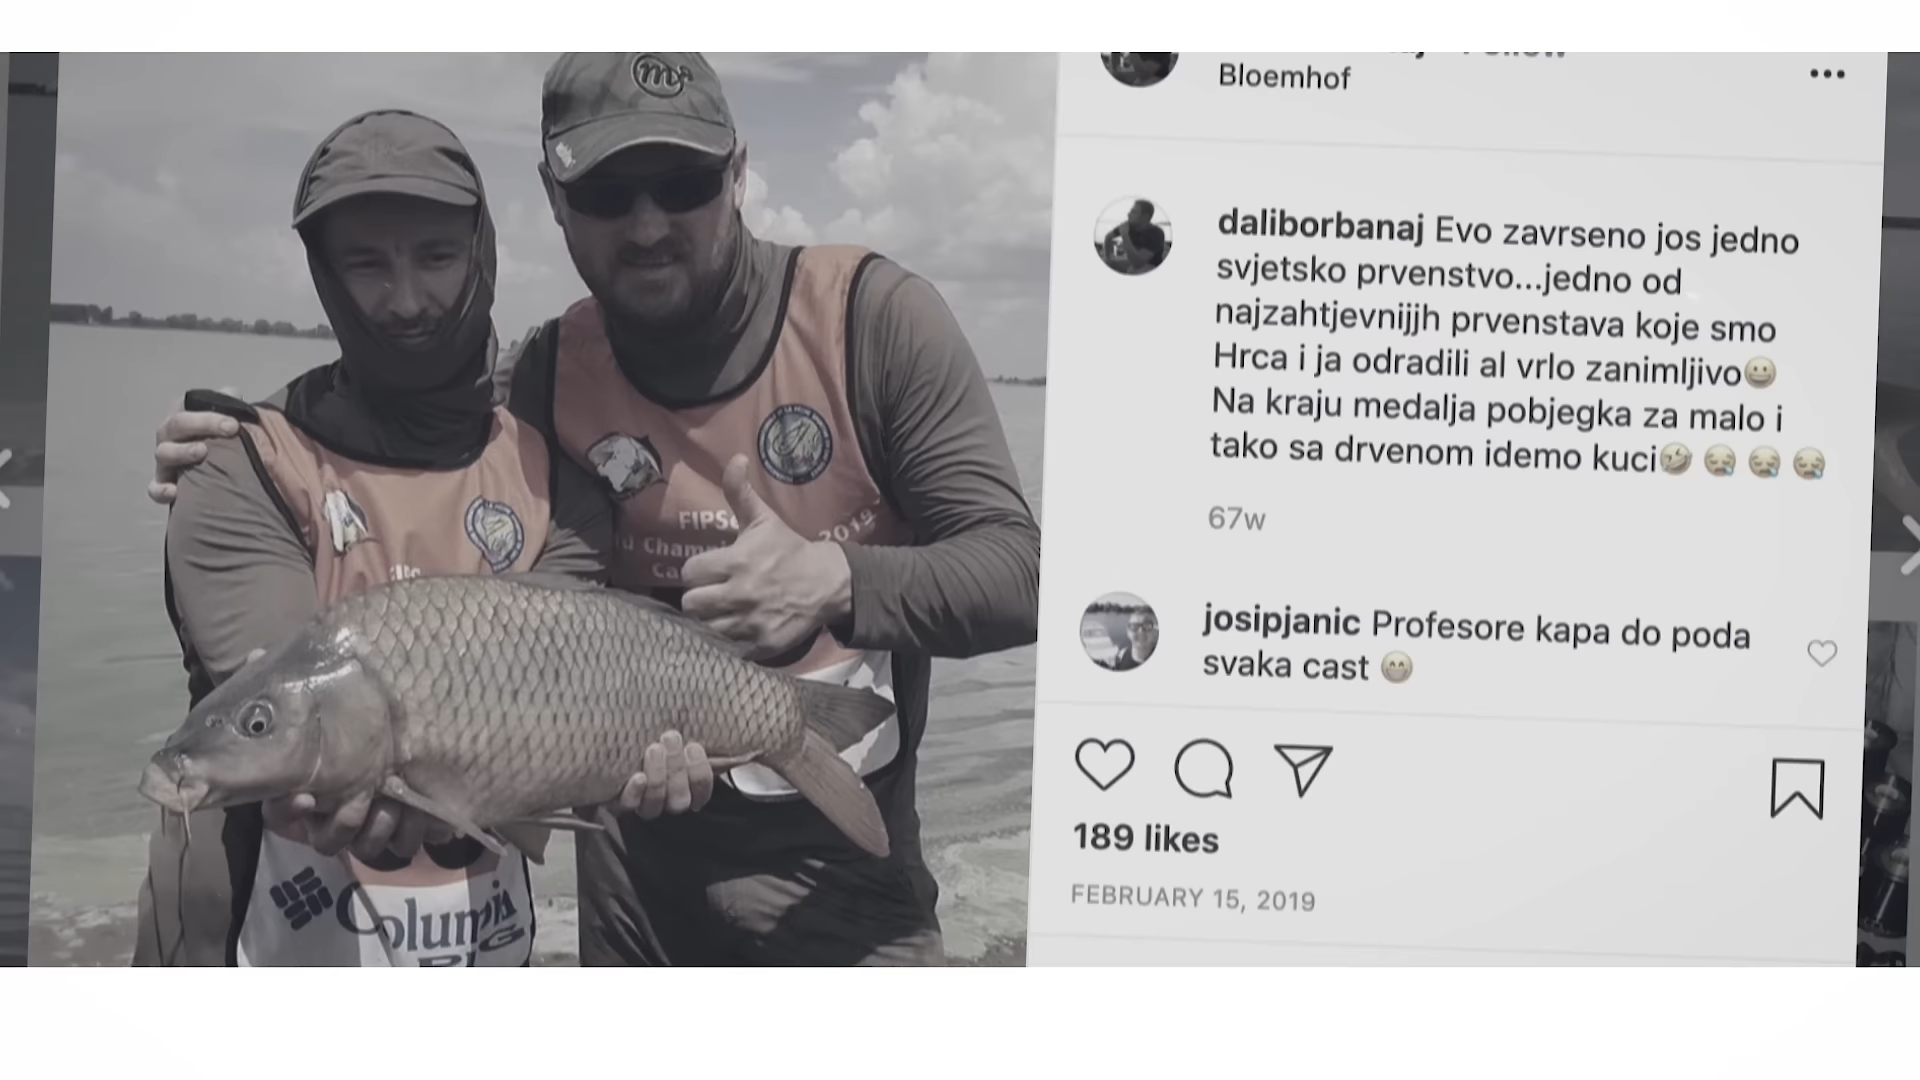 Bloemhof
daliborbanaj Evo zavrseno jos jedno
svjetsko prvenstvo...jedno od
najzahtjevnijjh prvenstava koje smo
Hrca i ja odradili al vrlo zanimljivo😀
Na kraju medalja pobjegka za malo i
tako sa drvenom idemo kuci🤣 😪 😪 😪
67w
josipjanic Profesore kapa do poda
svaka cast 😁
189 likes
FEBRUARY 15, 2019
2019
Columbia